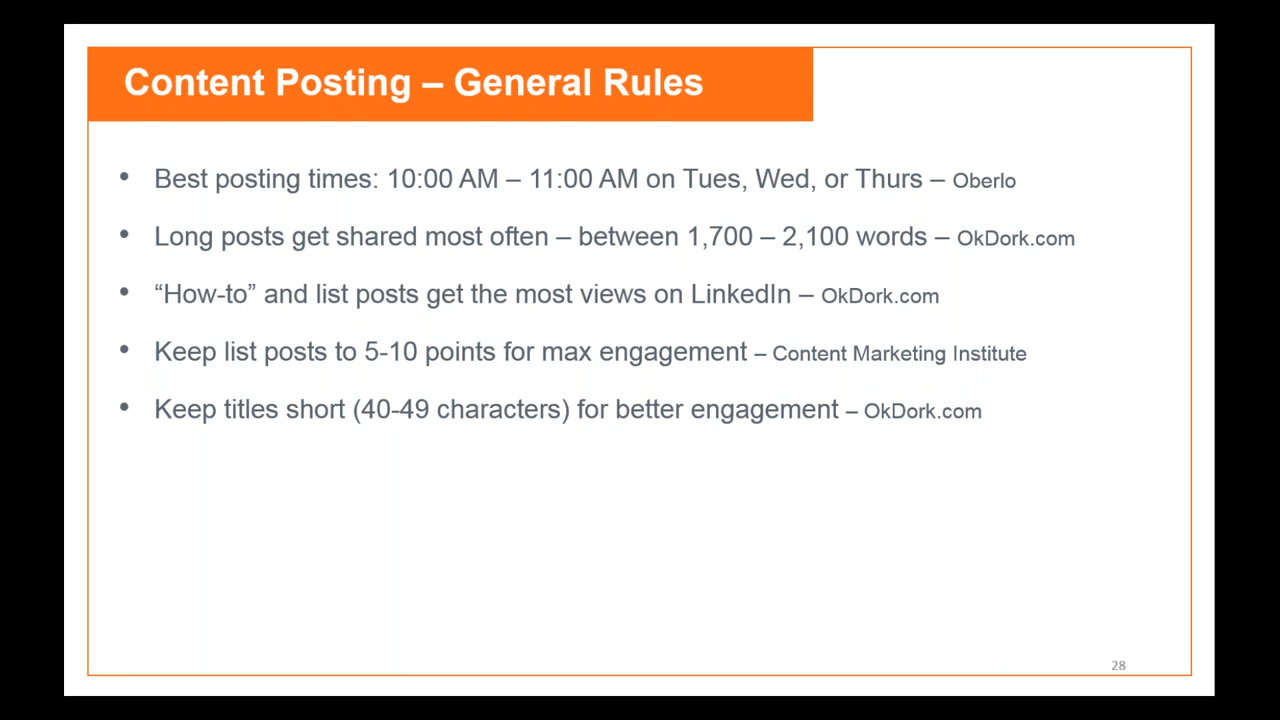 Content Posting – General Rules
• Best posting times: 10:00 AM – 11:00 AM on Tues, Wed, or Thurs – Oberlo
• Long posts get shared most often – between 1,700 – 2,100 words – OkDork.com
• “How-to” and list posts get the most views on LinkedIn – OkDork.com
• Keep list posts to 5-10 points for max engagement – Content Marketing Institute
• Keep titles short (40-49 characters) for better engagement – OkDork.com
28